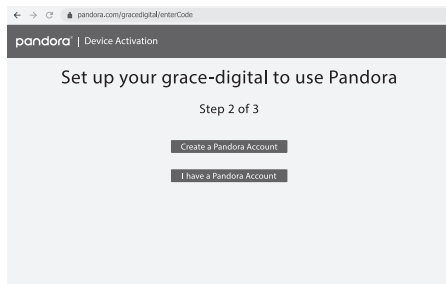 pandora.com/gracedigital/enterCode
pandora® | Device Activation
Set up your grace-digital to use Pandora
Step 2 of 3
Create a Pandora Account
I have a Pandora Account